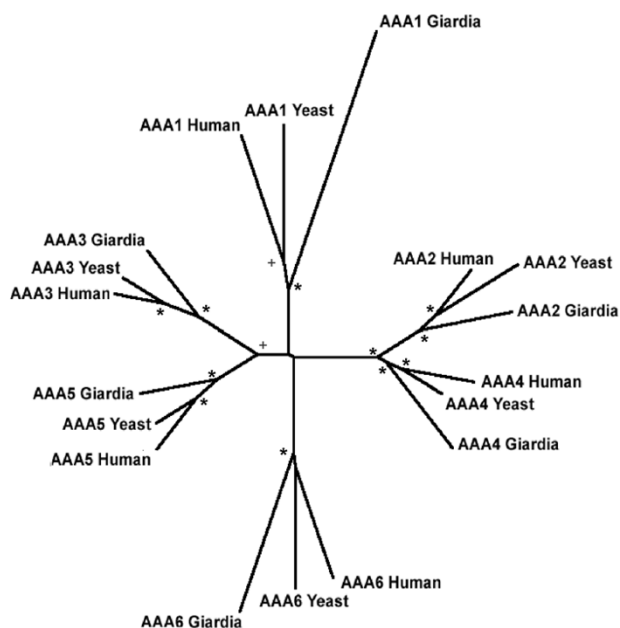 AAA1 Giardia
AAA1 Yeast
AAA1 Human
AAA3 Giardia
AAA3 Yeast
AAA3 Human
AAA2 Human
AAA2 Yeast
AAA2 Giardia
AAA4 Human
AAA4 Yeast
AAA4 Giardia
AAA5 Giardia
AAA5 Yeast
AAA5 Human
AAA6 Human
AAA6 Yeast
AAA6 Giardia